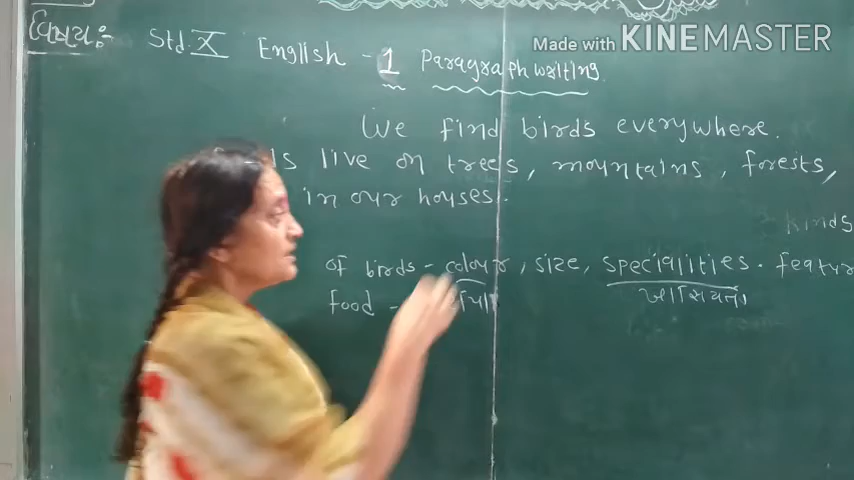 Made with KINEMASTER
વિષય:- Std. X English - 1 Paragraph writing.
We find birds everywhere.
live on trees, mountains, forests,
in our houses.
kinds
of birds - colour, size, specialities. featur
food -
ખાસિયતો